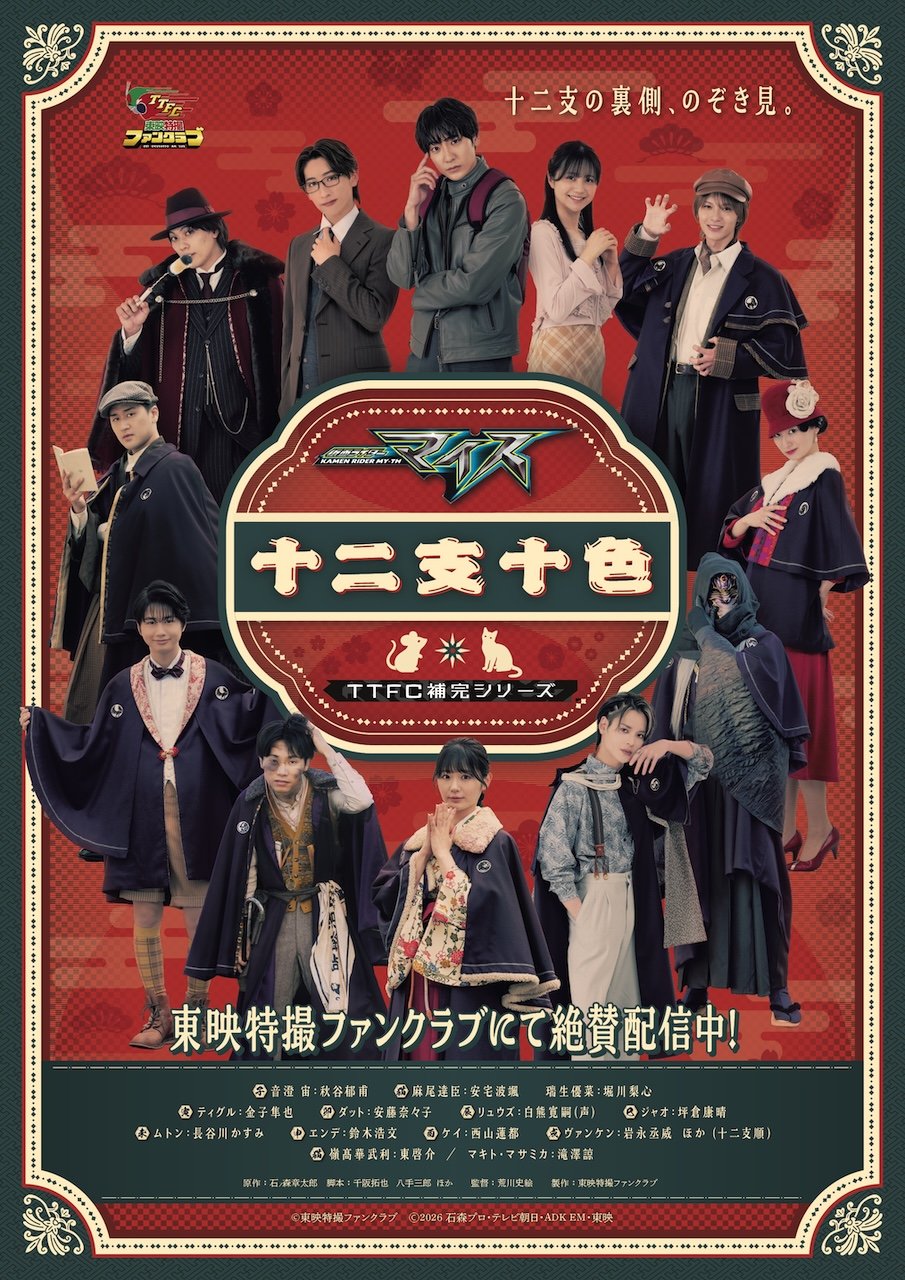 十二支の裏側、のぞき見。
TTFC
東映特撮
ファンクラブ
仮面ライダー
KAMEN RIDER MY-TH
マイス
十二支十色
TTFC補完シリーズ
東映特撮ファンクラブにて絶賛配信中!
子 音澄 宙:秋谷郁甫 猫 麻尾達臣:安宅波颯 瑞生優菜:堀川梨心
寅 ティグル:金子隼也 卯 ダット:安藤奈々子 辰 リュウズ:白熊寛嗣(声) 巳 ジャオ:坪倉康晴
未 ムトン:長谷川かすみ 申 エンデ:鈴木浩文 酉 ケイ:西山蓮都 戌 ヴァンケン:岩永丞威 ほか (十二支順)
猫 嶺高華武利:東啓介 / マキト・マサミカ:滝澤諒
原作:石ノ森章太郎 脚本:千阪拓也 八手三郎 ほか 監督:荒川史絵 製作:東映特撮ファンクラブ
©東映特撮ファンクラブ ©2026 石森プロ・テレビ朝日・ADK EM・東映